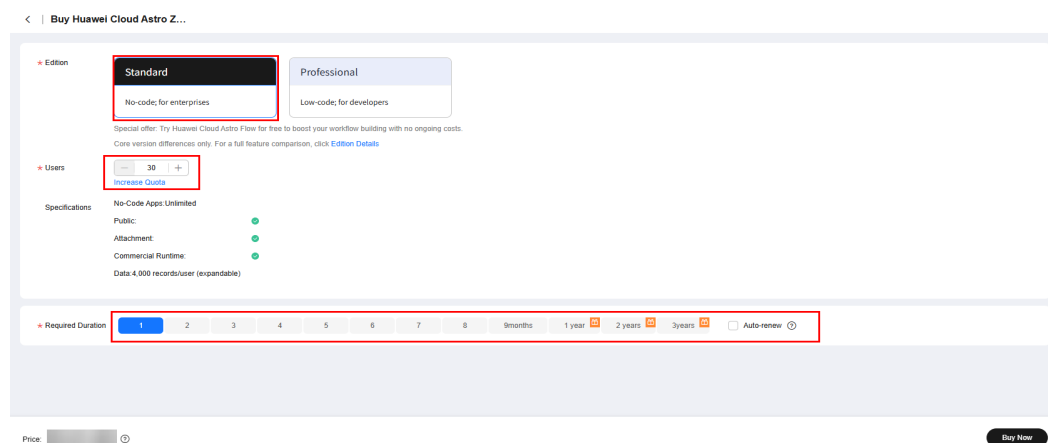 Buy Huawei Cloud Astro Z...
* Edition
Standard
Professional
No-code; for enterprises
Low-code; for developers
Special offer: Try Huawei Cloud Astro Flow for free to boost your workflow building with no ongoing costs.
Core version differences only. For a full feature comparison, click Edition Details
* Users
30
Increase Quota
Specifications
No-Code Apps:Unlimited
Public:
Attachment:
Commercial Runtime:
Data:4,000 records/user (expandable)
* Required Duration 1 2 3 4 5 6 7 8 9months 1 year 2 years 3years Auto-renew
Price:
Buy Now